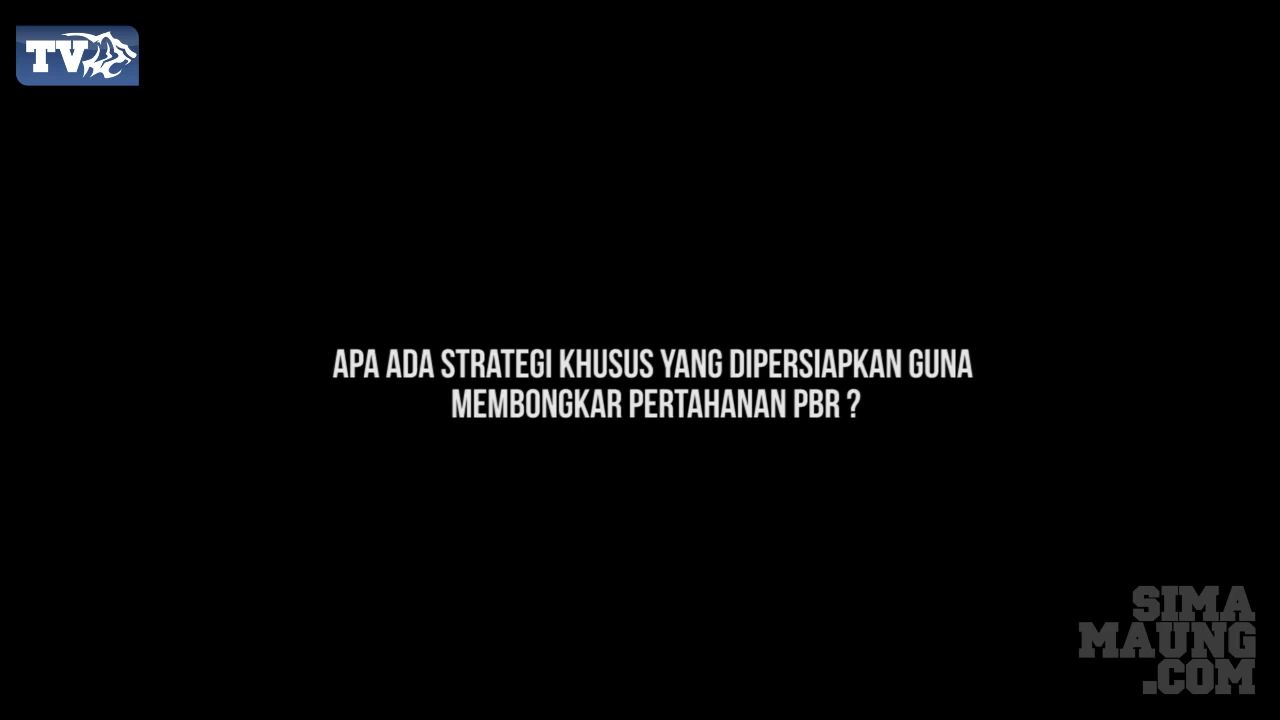 TV
APA ADA STRATEGI KHUSUS YANG DIPERSIAPKAN GUNA
MEMBONGKAR PERTAHANAN PBR ?
SIMA
MAUNG
.COM